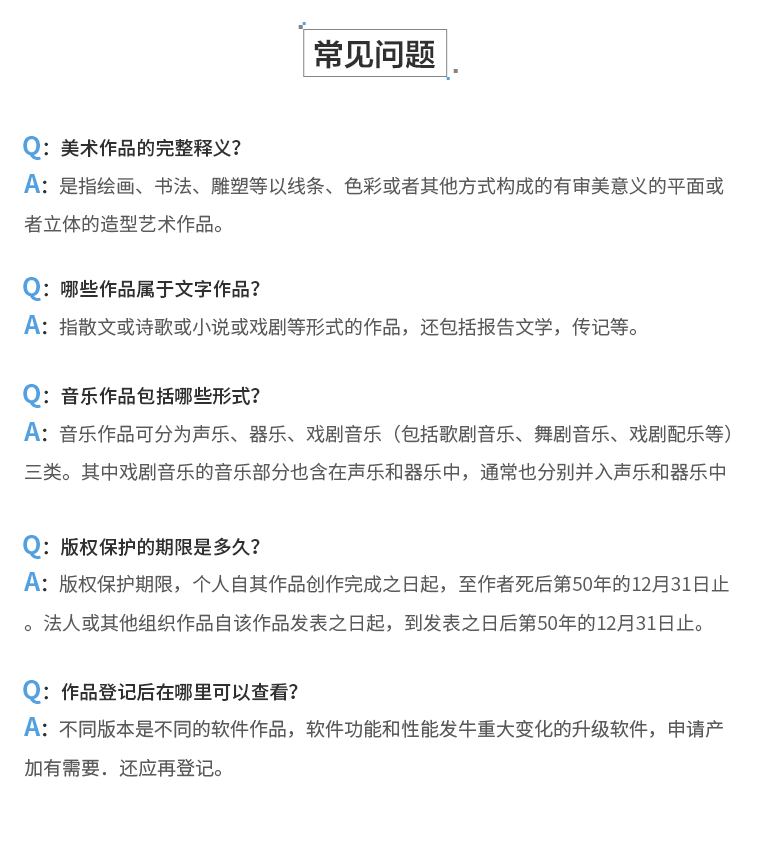 常见问题
Q：美术作品的完整释义？
A：是指绘画、书法、雕塑等以线条、色彩或者其他方式构成的有审美意义的平面或
者立体的造型艺术作品。
Q：哪些作品属于文字作品？
A：指散文或诗歌或小说或戏剧等形式的作品，还包括报告文学，传记等。
Q：音乐作品包括哪些形式？
A：音乐作品可分为声乐、器乐、戏剧音乐（包括歌剧音乐、舞剧音乐、戏剧配乐等）
三类。其中戏剧音乐的音乐部分也含在声乐和器乐中，通常也分别并入声乐和器乐中
Q：版权保护的期限是多久？
A：版权保护期限，个人自其作品创作完成之日起，至作者死后第50年的12月31日止
。法人或其他组织作品自该作品发表之日起，到发表之日后第50年的12月31日止。
Q：作品登记后在哪里可以查看？
A：不同版本是不同的软件作品，软件功能和性能发牛重大变化的升级软件，申请产
加有需要．还应再登记。